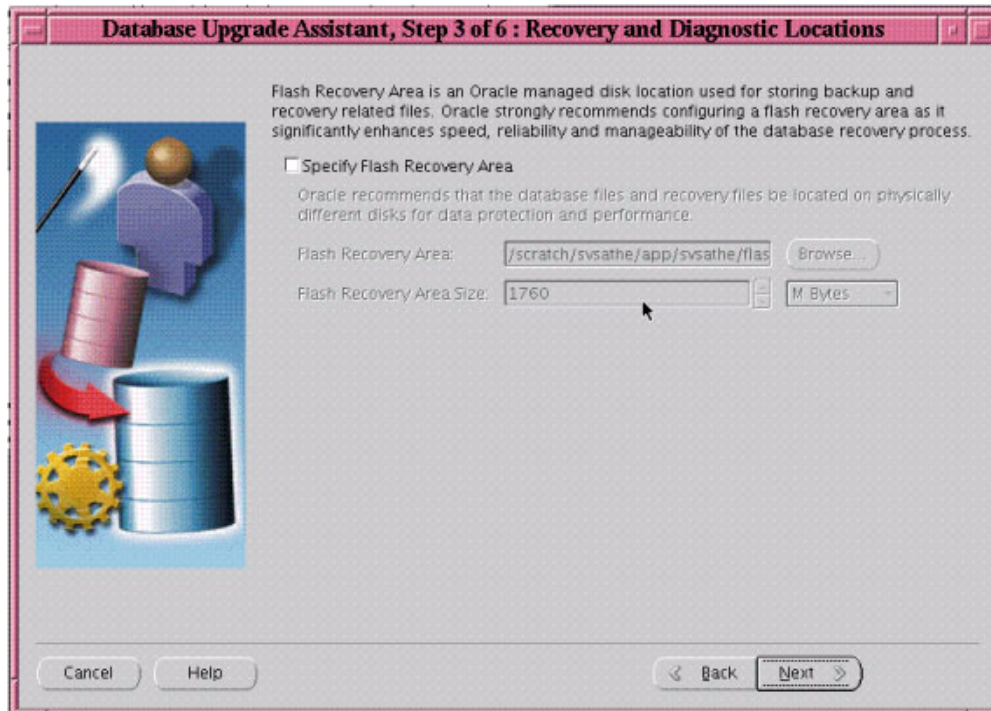 Database Upgrade Assistant, Step 3 of 6 : Recovery and Diagnostic Locations
Flash Recovery Area is an Oracle managed disk location used for storing backup and
recovery related files. Oracle strongly recommends configuring a flash recovery area as it
significantly enhances speed, reliability and manageability of the database recovery process.
Specify Flash Recovery Area
Oracle recommends that the database files and recovery files be located on physically
different disks for data protection and performance.
Flash Recovery Area: /scratch/svsathe/app/svsathe/flas Browse...
Flash Recovery Area Size: 1760 M Bytes
Cancel Help Back Next